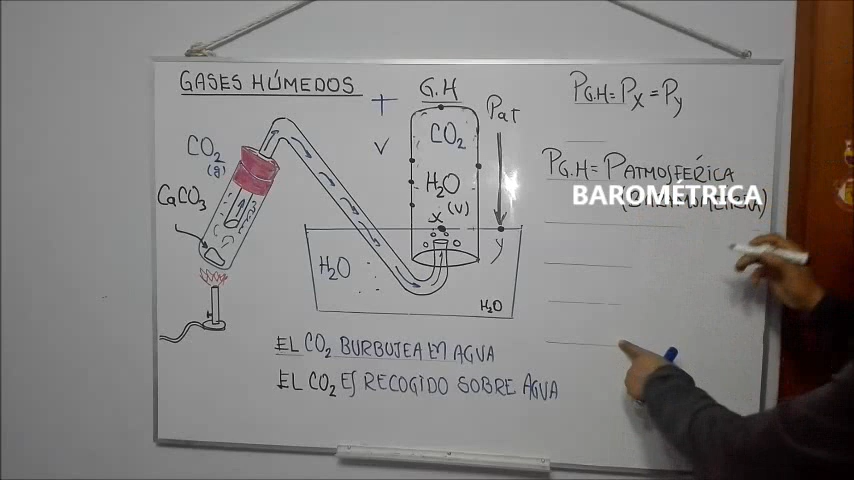 GASES HÚMEDOS
CO₂
(g)
CaCO₃
+
V
G.H
CO₂
H₂O
(V)
X
Pat
y
H₂O
H₂O
EL CO₂ BURBUJEA EN AGUA
EL CO₂ ES RECOGIDO SOBRE AGUA
PG.H = Px = Py
PG.H = PATMOSFÉRICA
BAROMÉTRICA